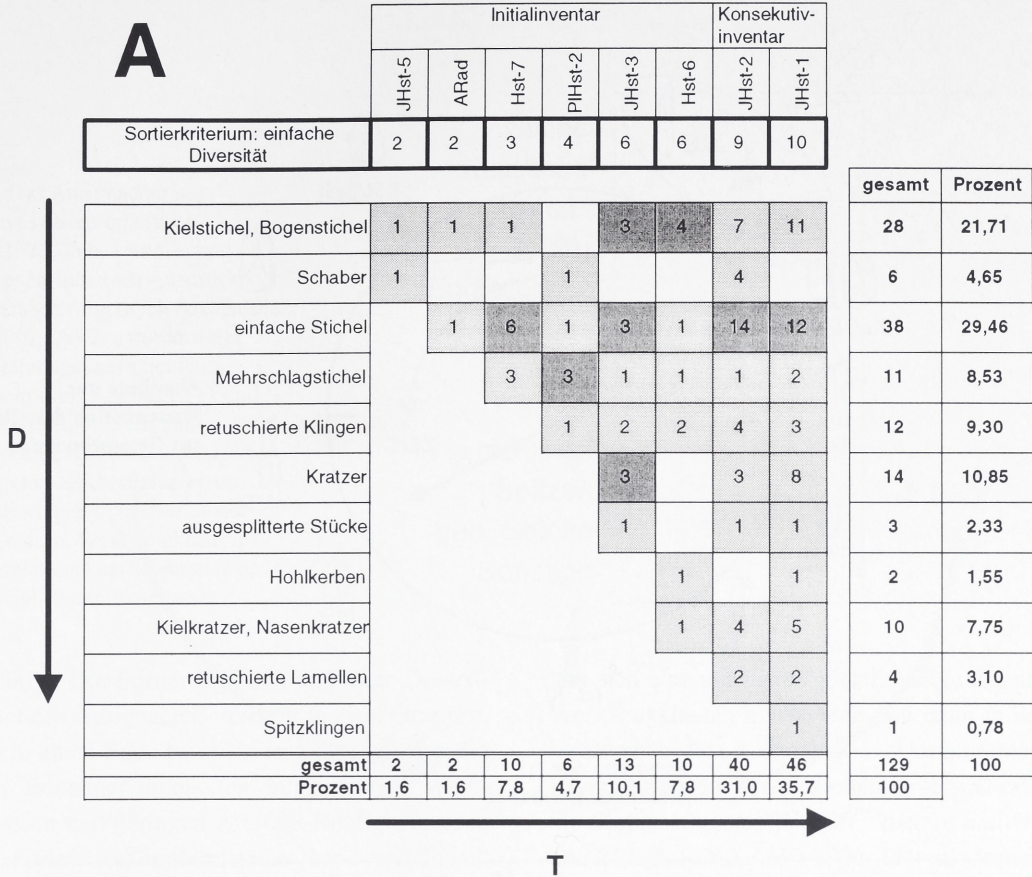 A
Initialinventar
Konsekutiv-
inventar
JHst-5 ARad Hst-7 PlHst-2 JHst-3 Hst-6 JHst-2 JHst-1
Sortierkriterium: einfache
Diversität
2 2 3 4 6 6 9 10
gesamt Prozent
Kielstichel, Bogenstichel 1 1 1 3 4 7 11 28 21,71
Schaber 1 1 4 6 4,65
einfache Stichel 1 6 1 3 1 14 12 38 29,46
Mehrschlagstichel 3 3 1 1 1 2 11 8,53
retuschierte Klingen 1 2 2 4 3 12 9,30
D
Kratzer 3 3 8 14 10,85
ausgesplitterte Stücke 1 1 1 3 2,33
Hohlkerben 1 1 2 1,55
Kielkratzer, Nasenkratzer 1 4 5 10 7,75
retuschierte Lamellen 2 2 4 3,10
Spitzklingen 1 1 0,78
gesamt 2 2 10 6 13 10 40 46 129 100
Prozent 1,6 1,6 7,8 4,7 10,1 7,8 31,0 35,7 100
T